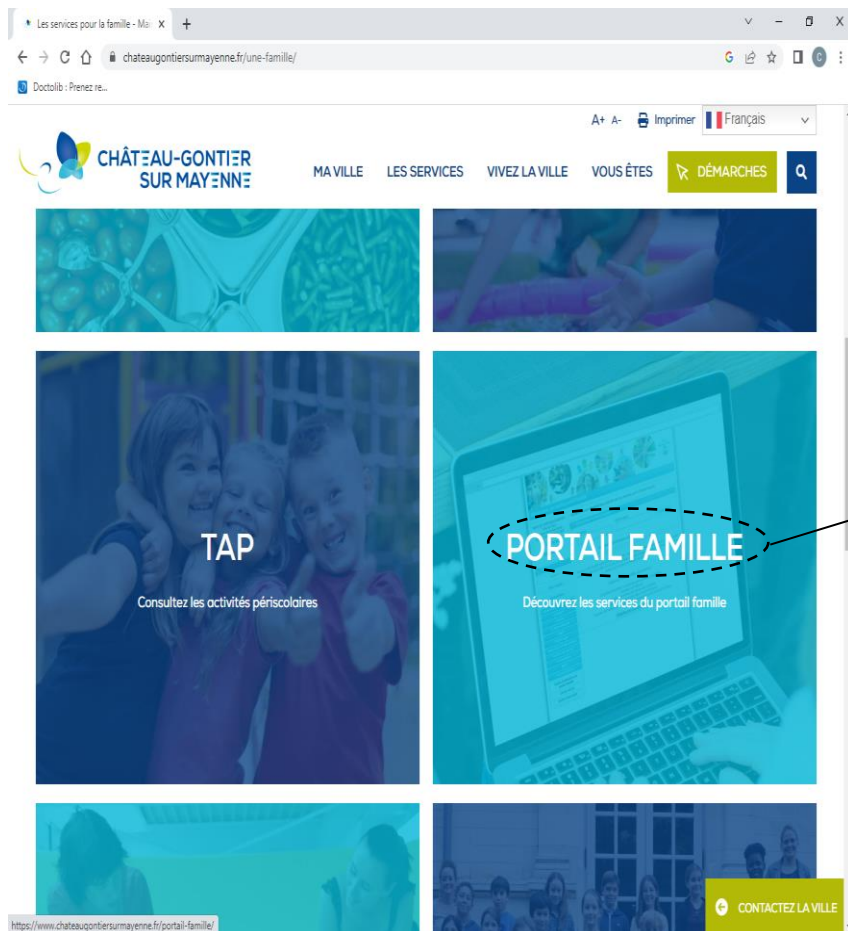 Les services pour la famille - Ma
chateaugontiersurmayenne.fr/une-famille/
G
C
Doctolib : Prenez re...
A+ A- Imprimer Français
CHÂTEAU-GONTIER
SUR MAYENNE
MA VILLE LES SERVICES VIVEZ LA VILLE VOUS ÊTES DÉMARCHES
TAP
Consultez les activités périscolaires
PORTAIL FAMILLE
Découvrez les services du portail famille
CONTACTEZ LA VILLE
https://www.chateaugontiersurmayenne.fr/portail-famille/